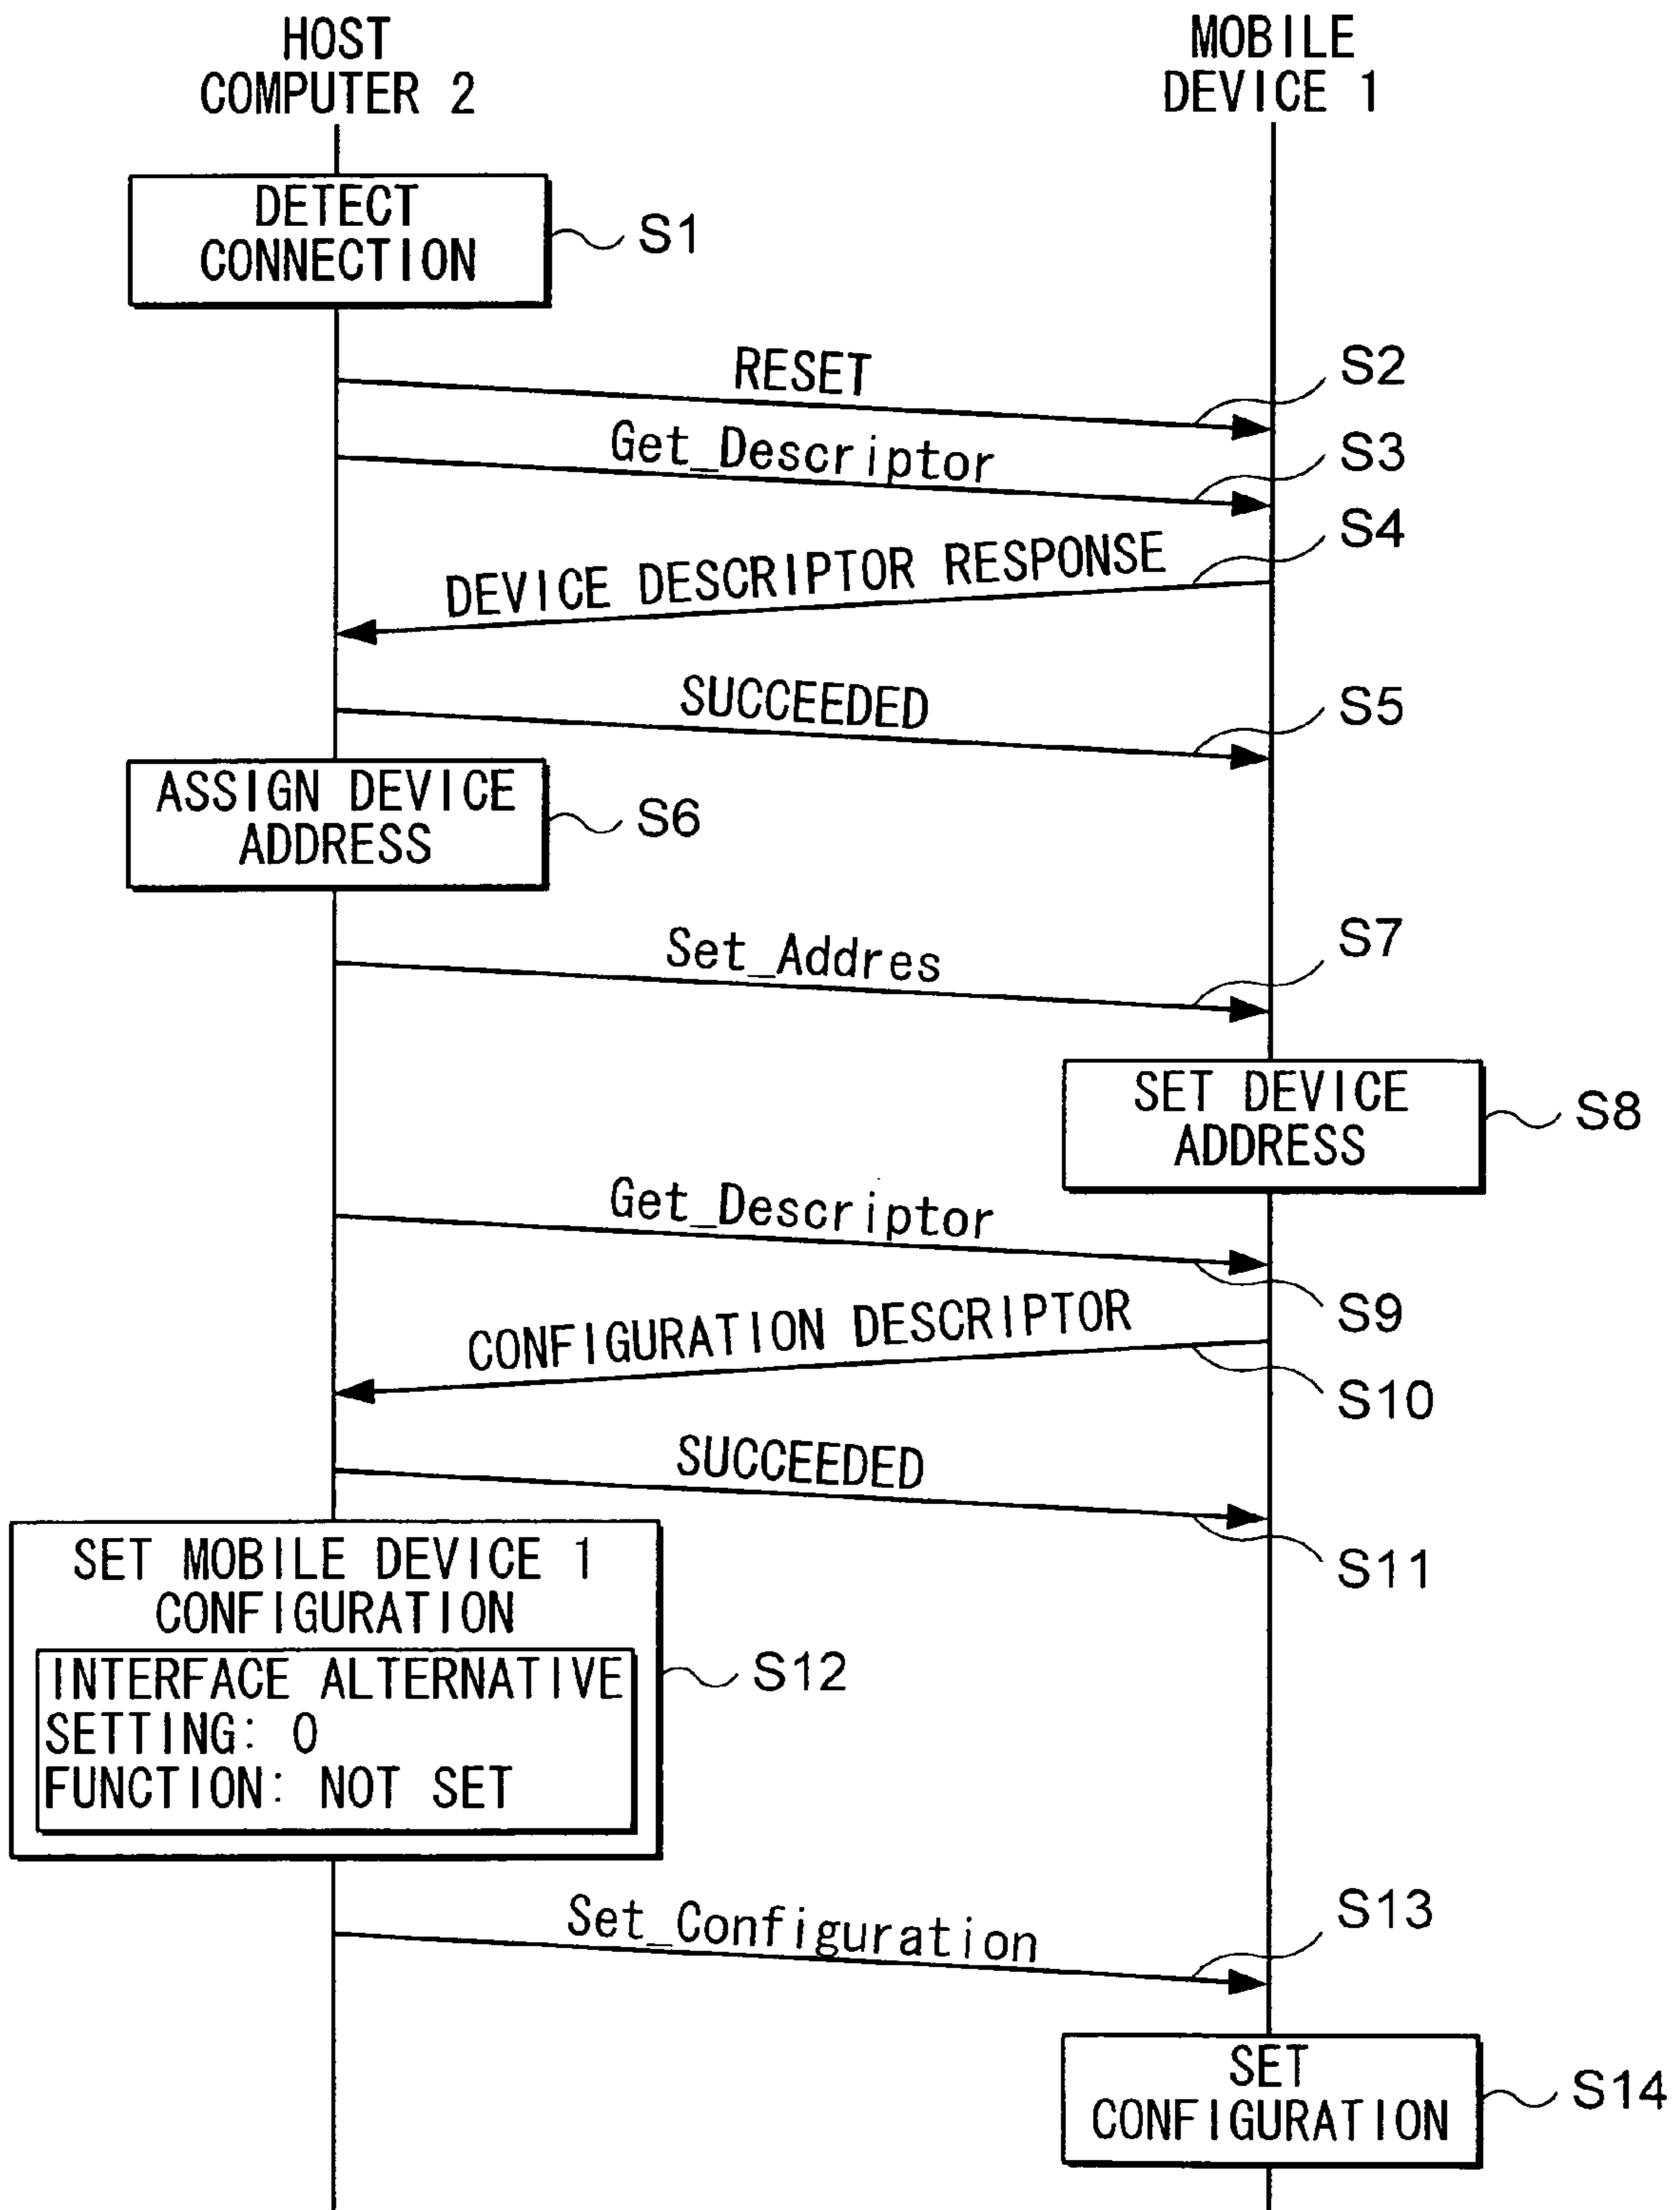 HOST
COMPUTER 2
MOBILE
DEVICE 1
DETECT
CONNECTION
S1
RESET
S2
Get_Descriptor
S3
DEVICE DESCRIPTOR RESPONSE
S4
SUCCEEDED
S5
ASSIGN DEVICE
ADDRESS
S6
Set_Addres
S7
SET DEVICE
ADDRESS
S8
Get_Descriptor
S9
CONFIGURATION DESCRIPTOR
S10
SUCCEEDED
S11
SET MOBILE DEVICE 1
CONFIGURATION
INTERFACE ALTERNATIVE
SETTING: 0
FUNCTION: NOT SET
S12
Set_Configuration
S13
SET
CONFIGURATION
S14